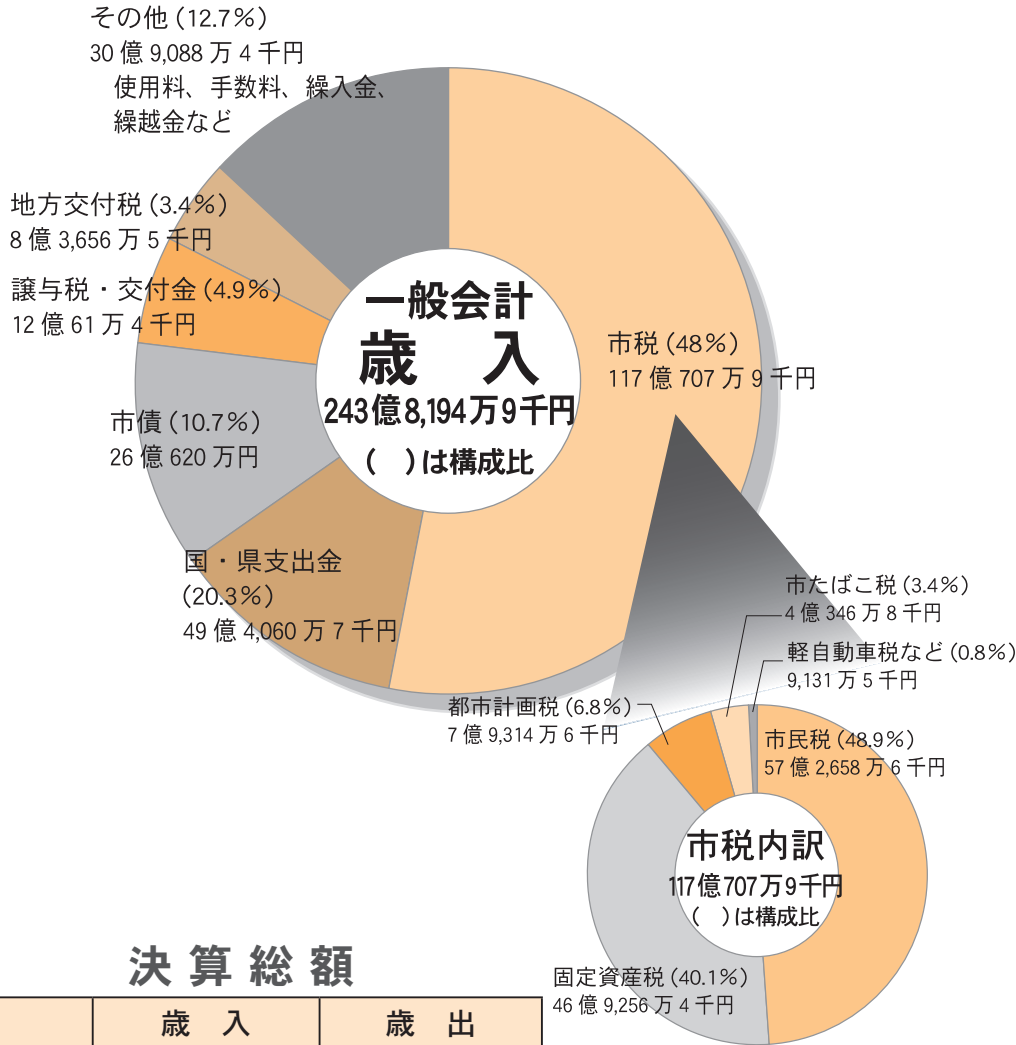 その他(12.7%)
30億9,088万4千円
使用料、手数料、繰入金、
繰越金など
地方交付税(3.4%)
8億3,656万5千円
譲与税・交付金(4.9%)
12億61万4千円
市債(10.7%)
26億620万円
国・県支出金
(20.3%)
49億4,060万7千円
一般会計
歳 入
243億8,194万9千円
( )は構成比
市税(48%)
117億707万9千円
市たばこ税(3.4%)
4億346万8千円
軽自動車税など(0.8%)
9,131万5千円
都市計画税(6.8%)
7億9,314万6千円
市民税(48.9%)
57億2,658万6千円
市税内訳
117億707万9千円
( )は構成比
固定資産税(40.1%)
46億9,256万4千円
決算総額
歳 入 歳 出